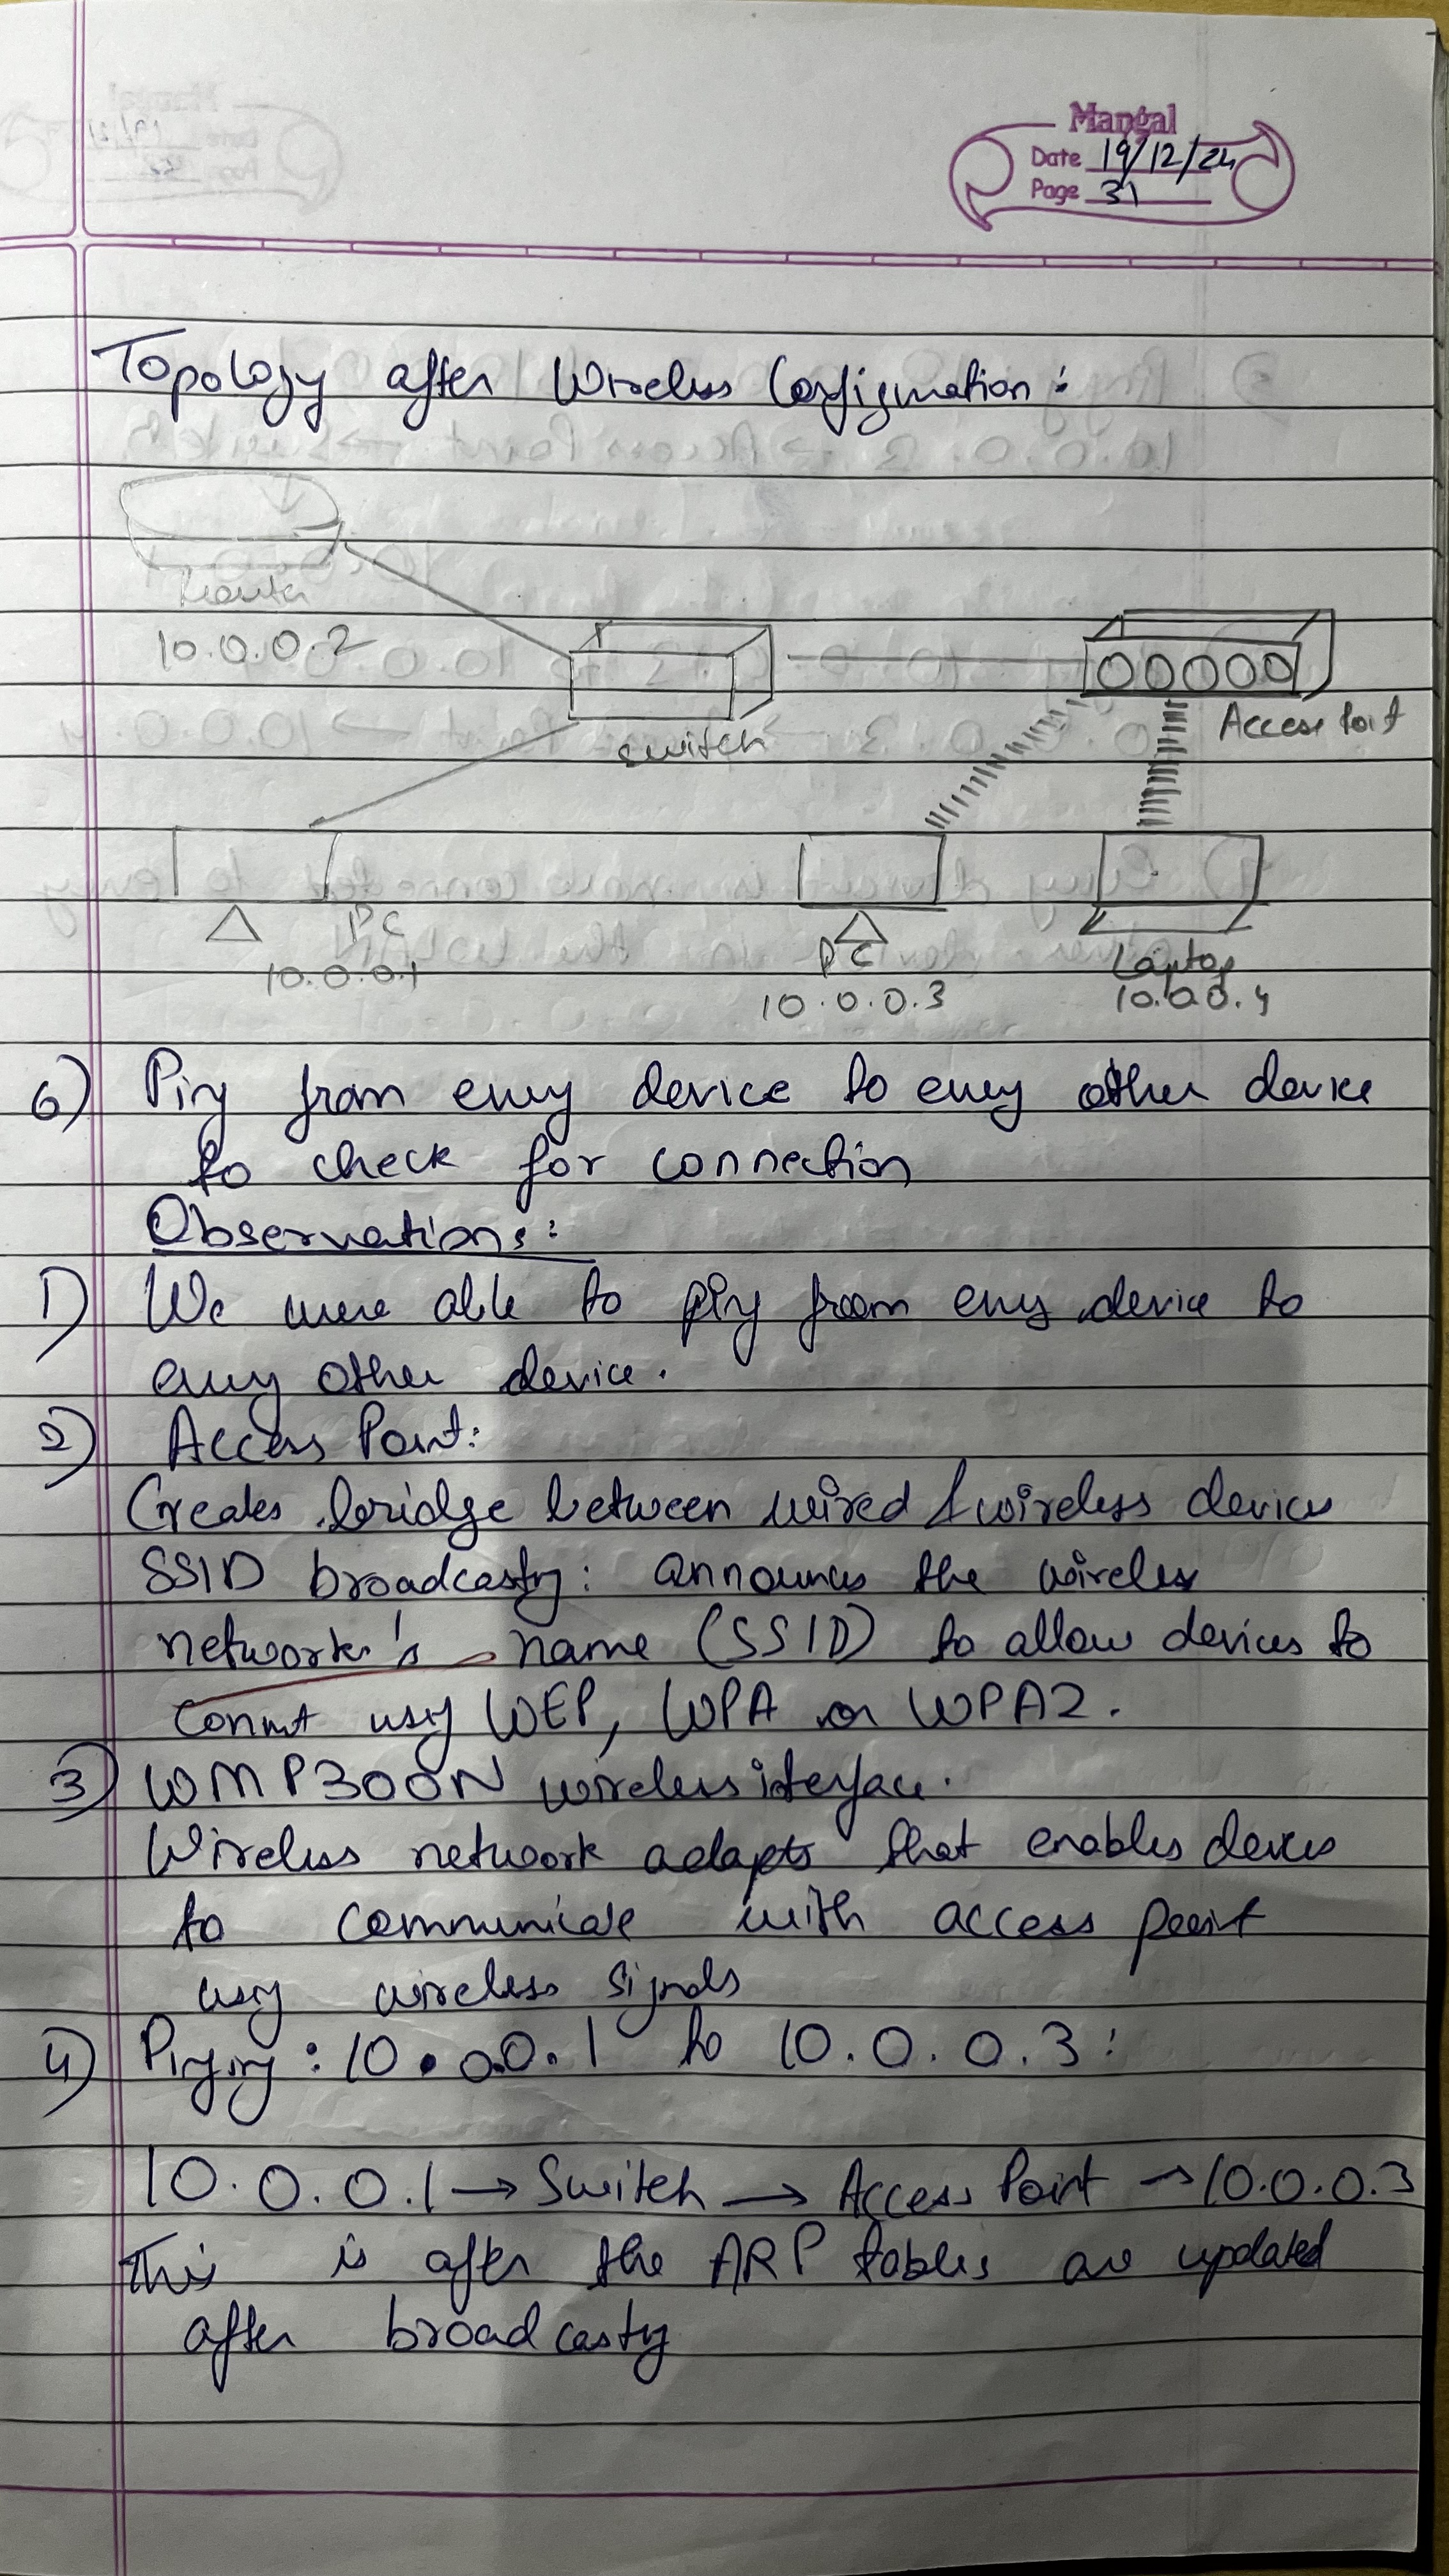 Mangal
Date 19/12/24
Page 31
Topology after Wireless Configuration:
Router
10.0.0.2
switch
Access Point
PC
10.0.0.1
PC
10.0.0.3
Laptop
10.0.0.4
6) Ping from every device to every other device
to check for connection
Observations:
1) We were able to ping from every device to
every other device.
2) Access Point:
Creates bridge between wired & wireless devices
SSID broadcasting: announces the wireless
network's name (SSID) to allow devices to
connect using WEP, WPA or WPA2.
3) WMP300N wireless interface.
Wireless network adapts that enables devices
to communicate with access point
using wireless signals
4) Pinging: 10.0.0.1 to 10.0.0.3:
10.0.0.1 → Switch → Access Point → 10.0.0.3
This is after the ARP tables are updated
after broadcasting